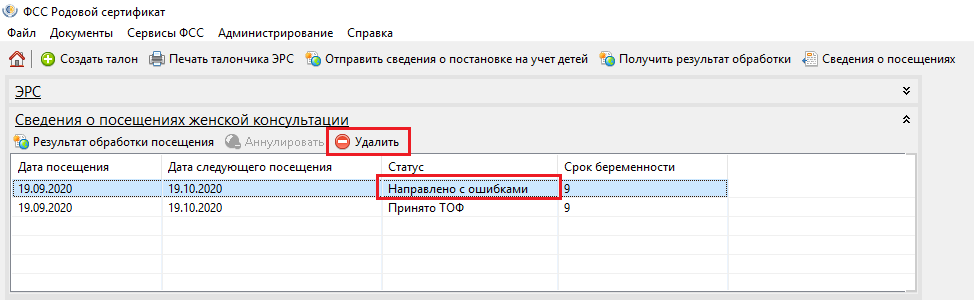 ФСС Родовой сертификат
Файл Документы Сервисы ФСС Администрирование Справка
Создать талон Печать талончика ЭРС Отправить сведения о постановке на учет детей Получить результат обработки Сведения о посещениях
ЭРС
Сведения о посещениях женской консультации
Результат обработки посещения Аннулировать Удалить
Дата посещения Дата следующего посещения Статус Срок беременности
19.09.2020 19.10.2020 Направлено с ошибками 9
19.09.2020 19.10.2020 Принято ТОФ 9